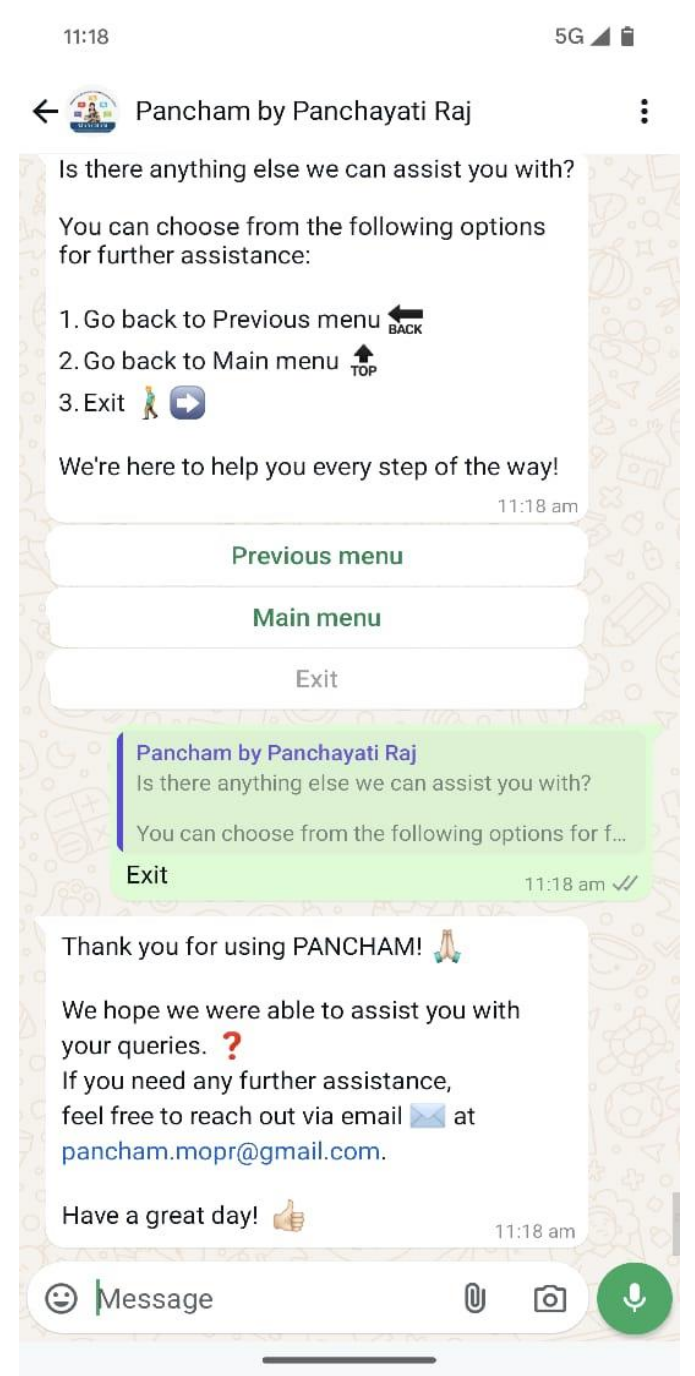 11:18
5G
Pancham by Panchayati Raj
Is there anything else we can assist you with?
You can choose from the following options
for further assistance:
1. Go back to Previous menu BACK
2. Go back to Main menu TOP
3. Exit
We're here to help you every step of the way!
11:18 am
Previous menu
Main menu
Exit
Pancham by Panchayati Raj
Is there anything else we can assist you with?
You can choose from the following options for f...
Exit
11:18 am
Thank you for using PANCHAM!
We hope we were able to assist you with
your queries. ❓
If you need any further assistance,
feel free to reach out via email at
pancham.mopr@gmail.com.
Have a great day!
11:18 am
Message